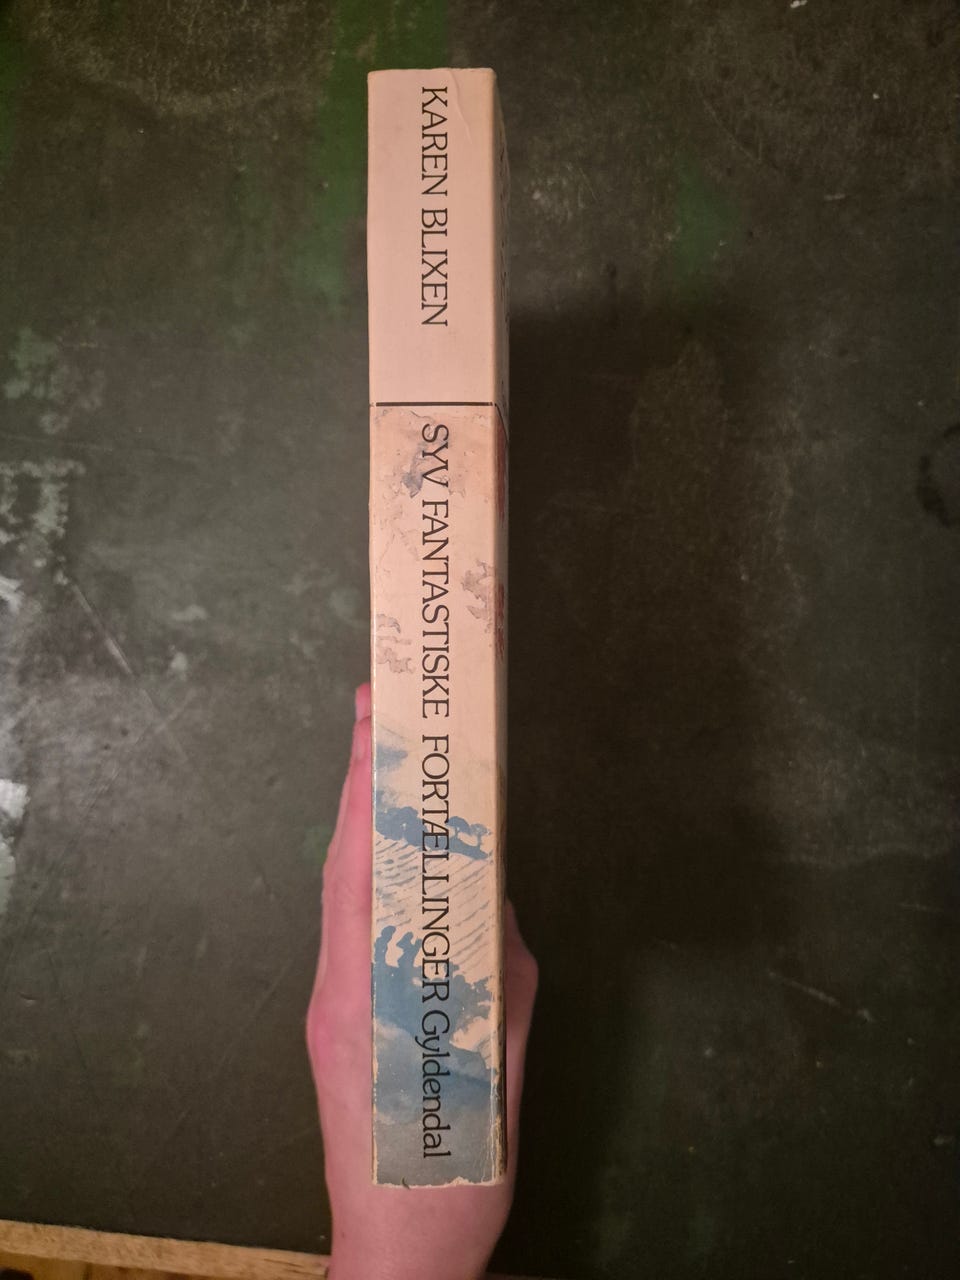 KAREN BLIXEN
SYV FANTASTISKE FORTÆLLINGER Gyldendal